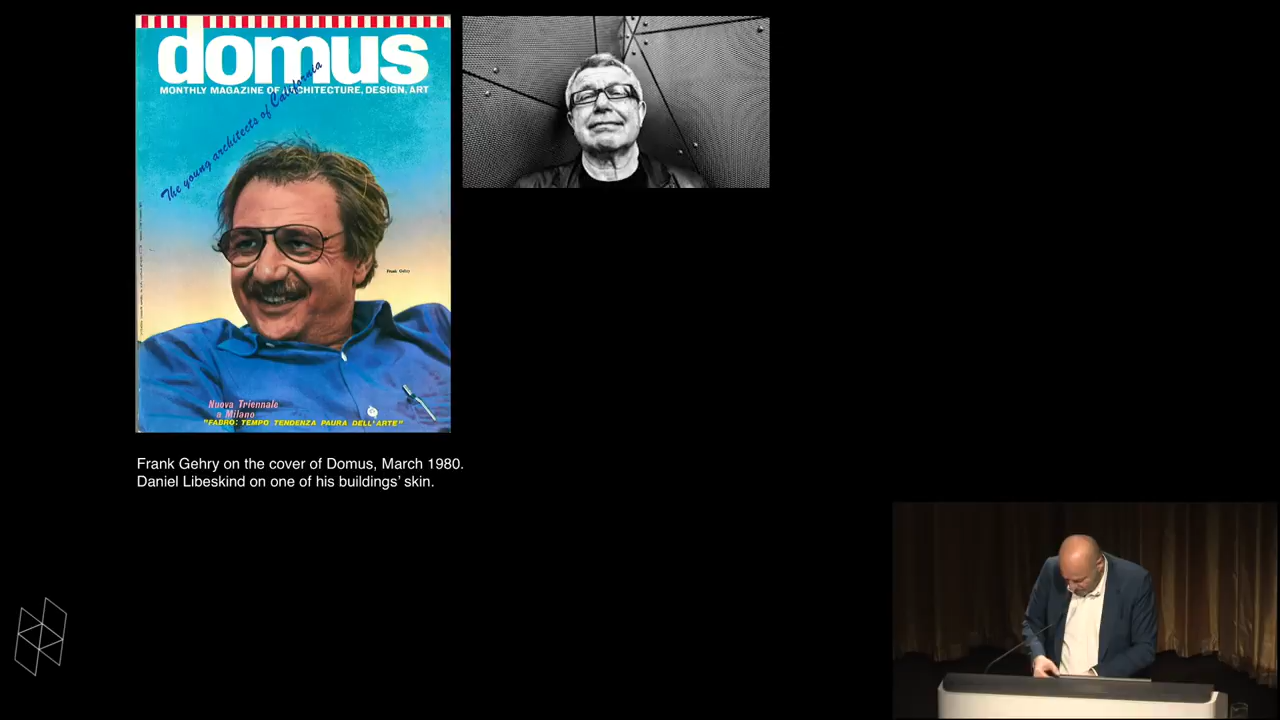 domus
MONTHLY MAGAZINE OF ARCHITECTURE, DESIGN, ART
The young architects of California
Frank Gehry
Nuova Triennale
a Milano
"FABRO: TEMPO TENDENZA PAURA DELL'ARTE"
Frank Gehry on the cover of Domus, March 1980.
Daniel Libeskind on one of his buildings' skin.